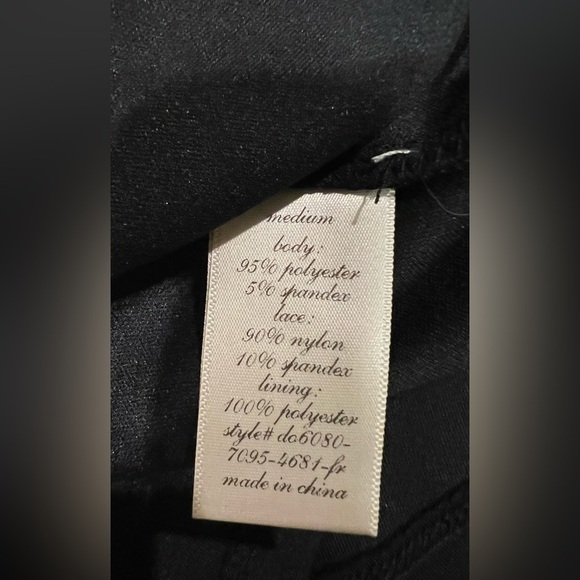 medium
body:
95% polyester
5% spandex
lace:
90% nylon
10% spandex
lining:
100% polyester
style# do6080-
7095-4681-fr
made in china